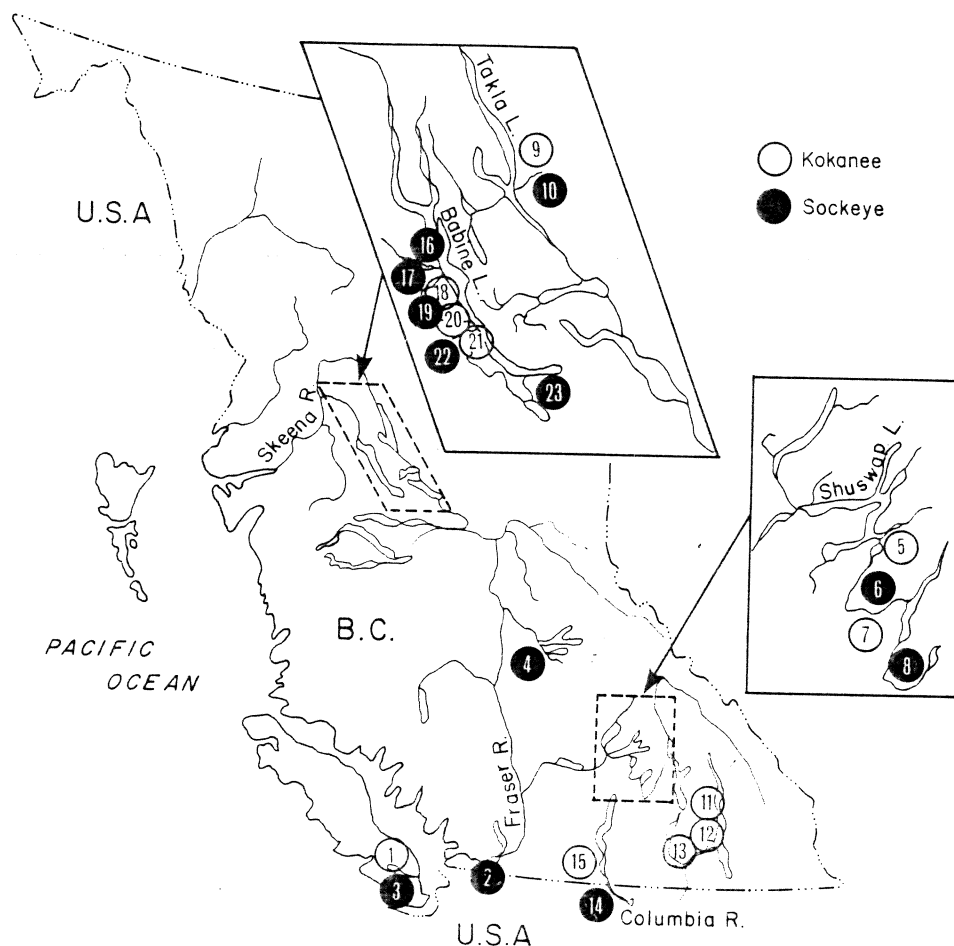 Takla L.
9
10
Kokanee
Sockeye
U.S.A
Babine L.
16
17
18
19
20
21
22
23
Skeena R.
Shuswap L.
5
6
7
8
B.C.
PACIFIC
OCEAN
4
Fraser R.
11
12
13
1
3
2
15
14
Columbia R.
U.S.A